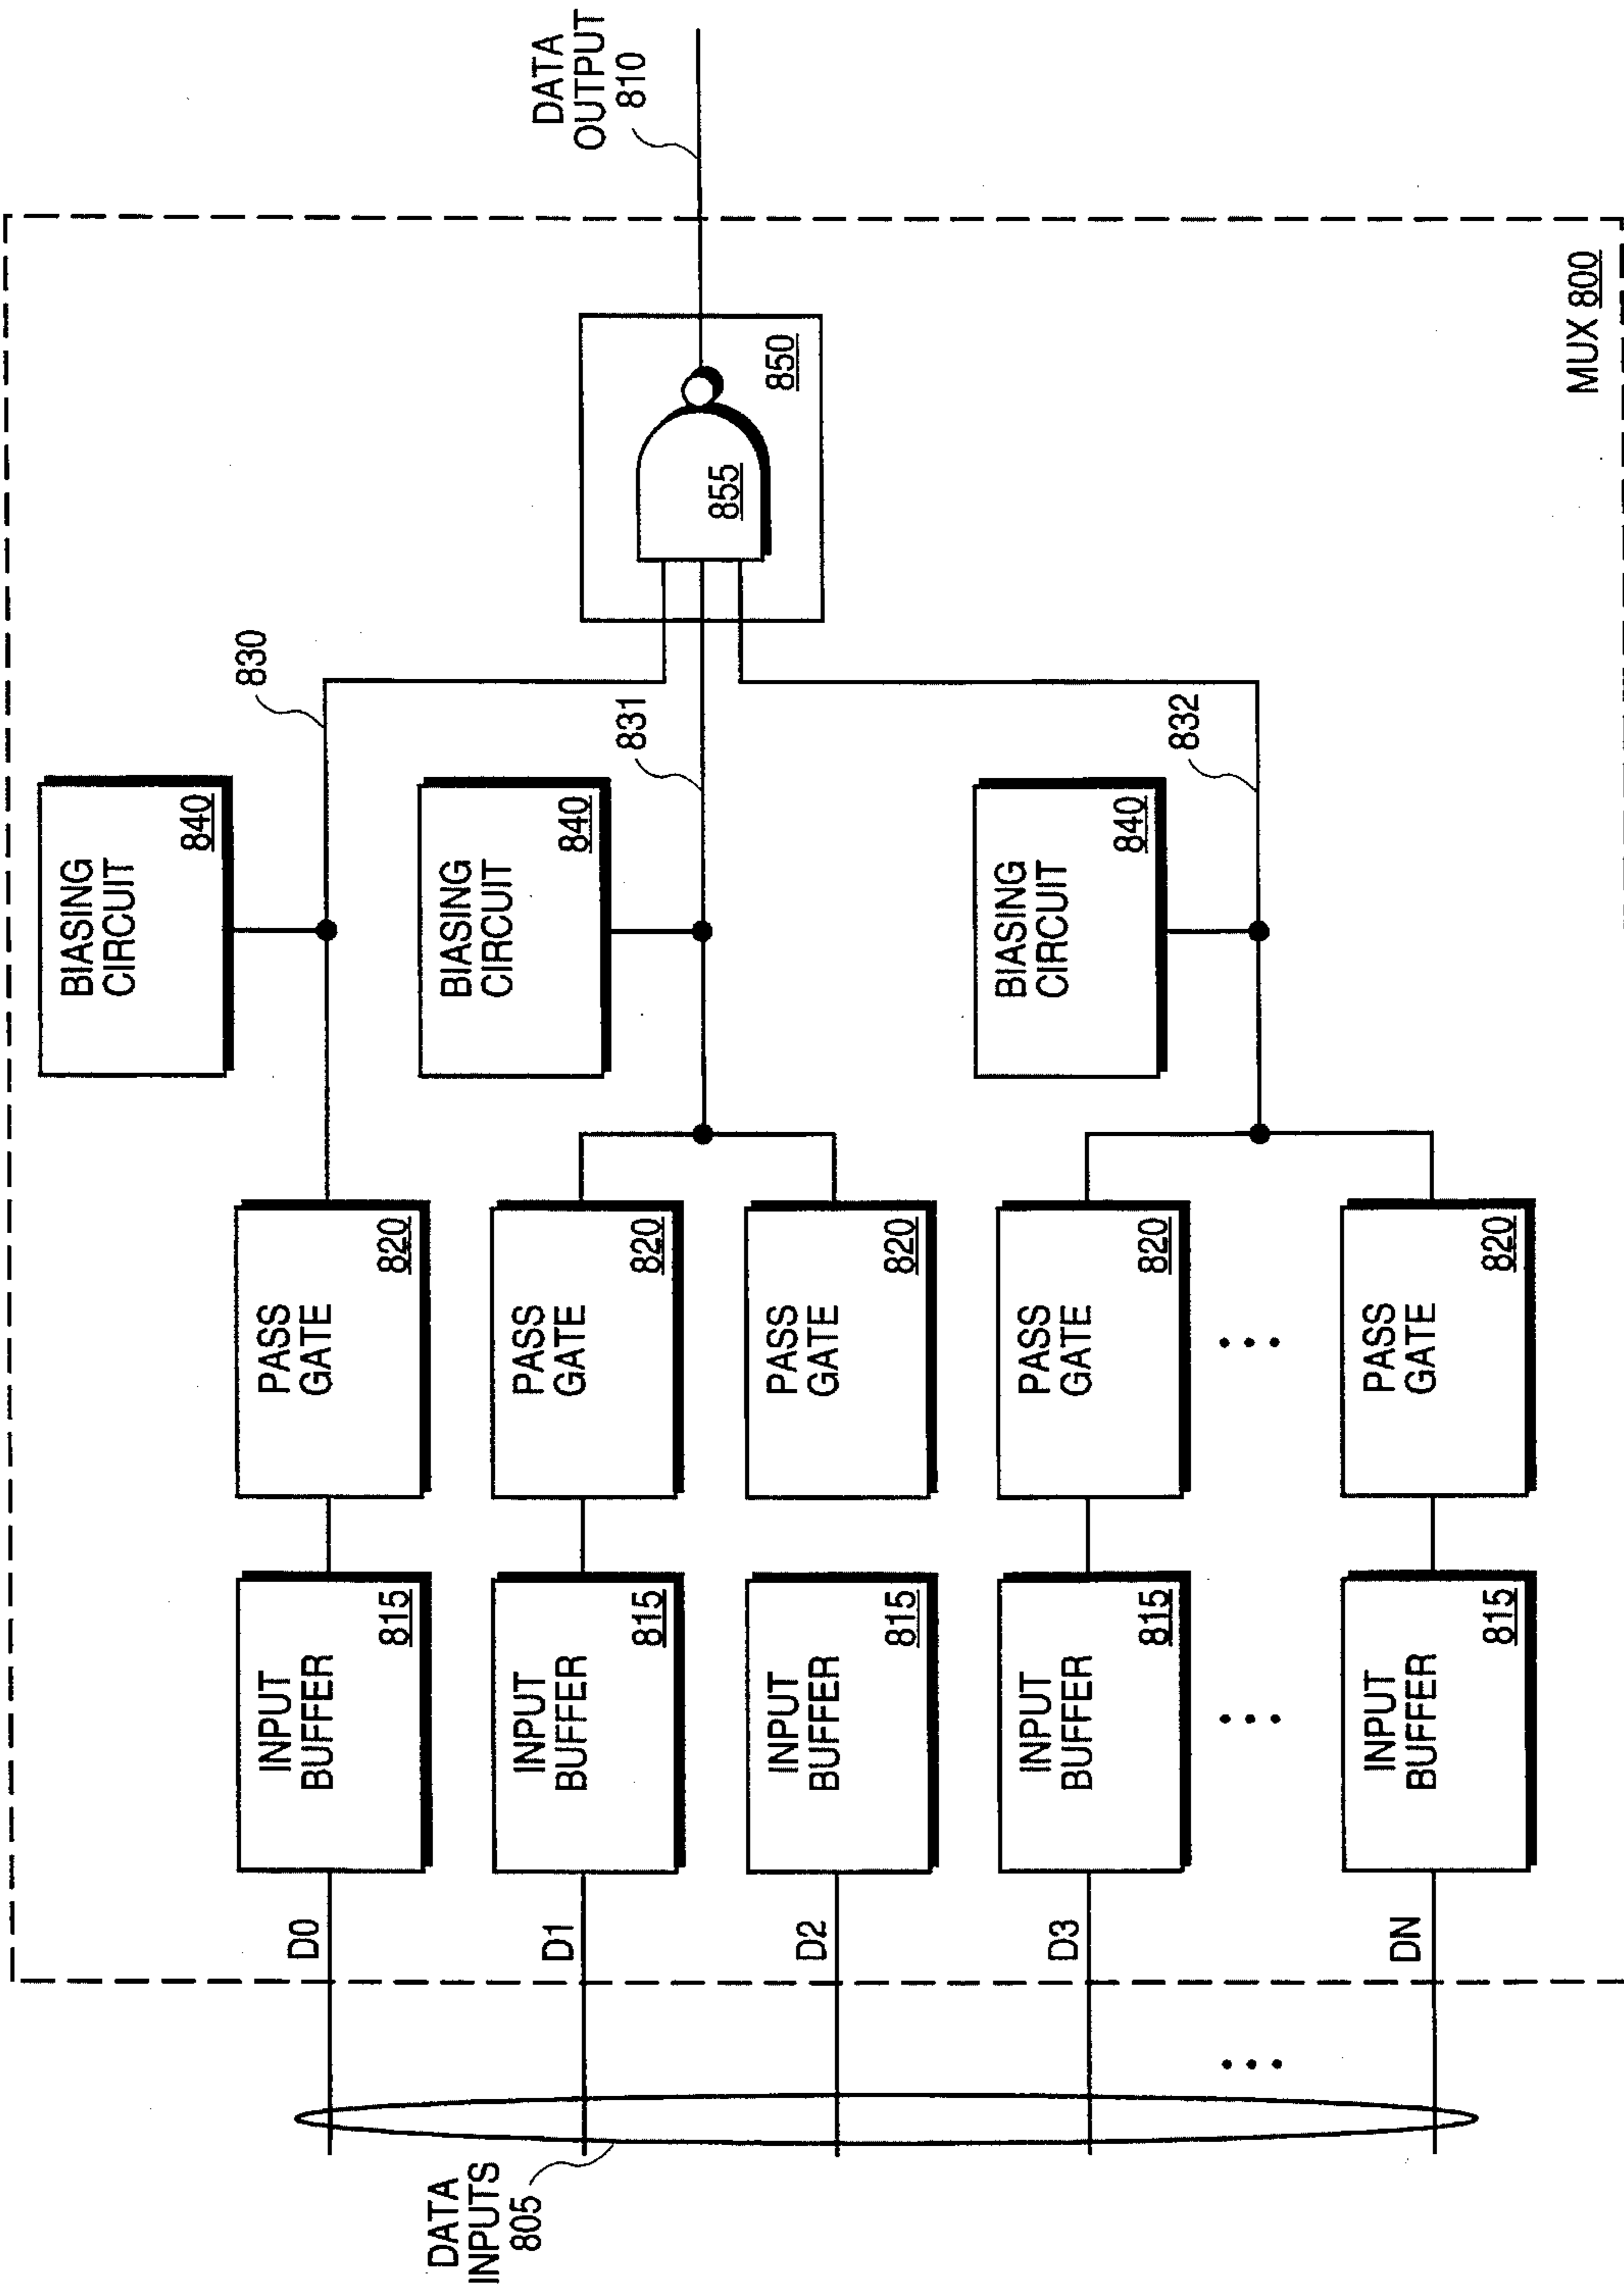 DATA
INPUTS
805
D0
D1
D2
D3
DN
INPUT
BUFFER
815
INPUT
BUFFER
815
INPUT
BUFFER
815
INPUT
BUFFER
815
INPUT
BUFFER
815
PASS
GATE
820
PASS
GATE
820
PASS
GATE
820
PASS
GATE
820
PASS
GATE
820
BIASING
CIRCUIT
840
BIASING
CIRCUIT
840
BIASING
CIRCUIT
840
830
831
832
855
850
DATA
OUTPUT
810
MUX 800